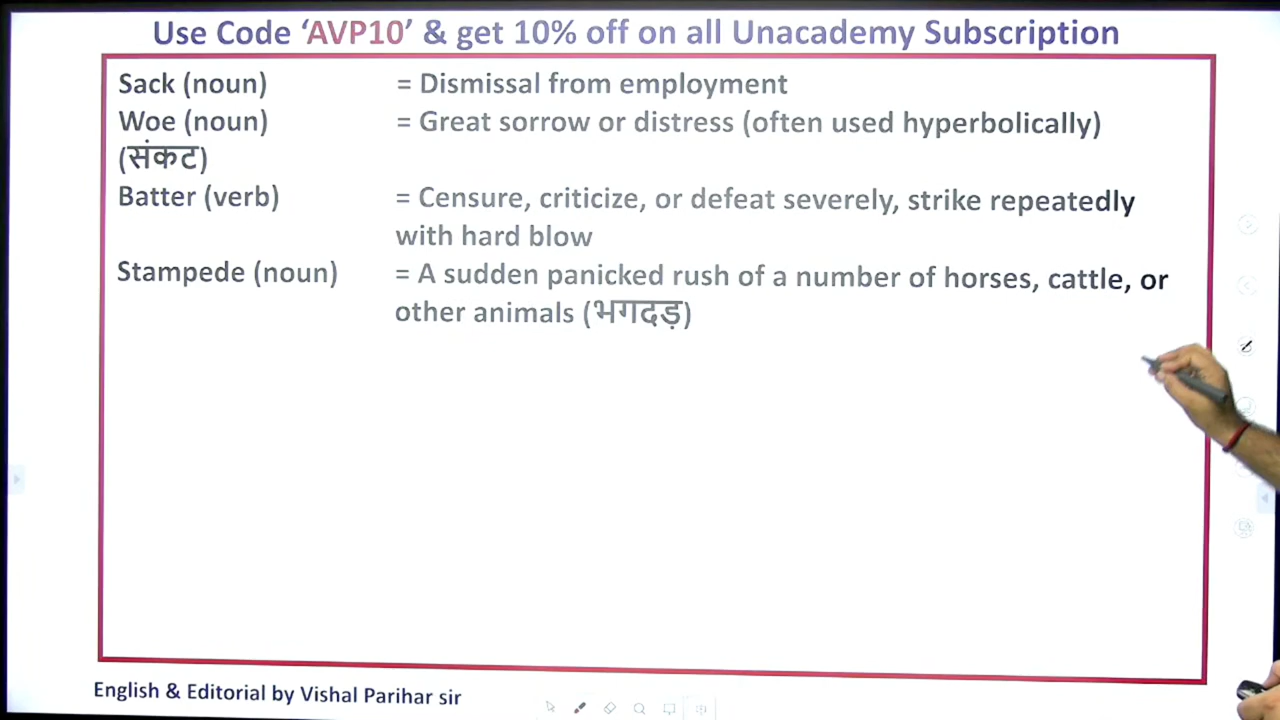 Use Code ‘AVP10’ & get 10% off on all Unacademy Subscription
Sack (noun) = Dismissal from employment
Woe (noun) = Great sorrow or distress (often used hyperbolically)
(संकट)
Batter (verb) = Censure, criticize, or defeat severely, strike repeatedly
with hard blow
Stampede (noun) = A sudden panicked rush of a number of horses, cattle, or
other animals (भगदड़)
English & Editorial by Vishal Parihar sir